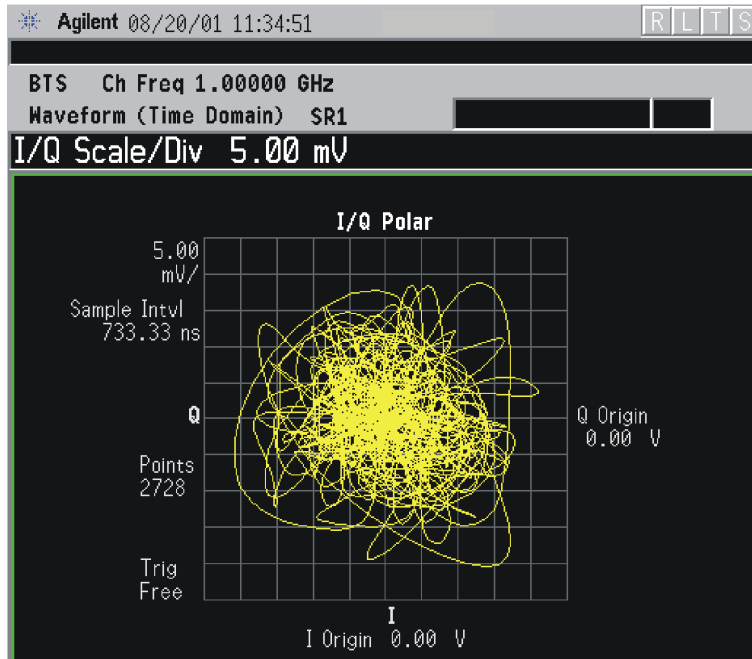 Agilent 08/20/01 11:34:51
R L T S
BTS Ch Freq 1.00000 GHz
Waveform (Time Domain) SR1
I/Q Scale/Div 5.00 mV
I/Q Polar
5.00
mV/
Sample Intvl
733.33 ns
Q
Q Origin
0.00 V
Points
2728
Trig
Free
I
I Origin 0.00 V